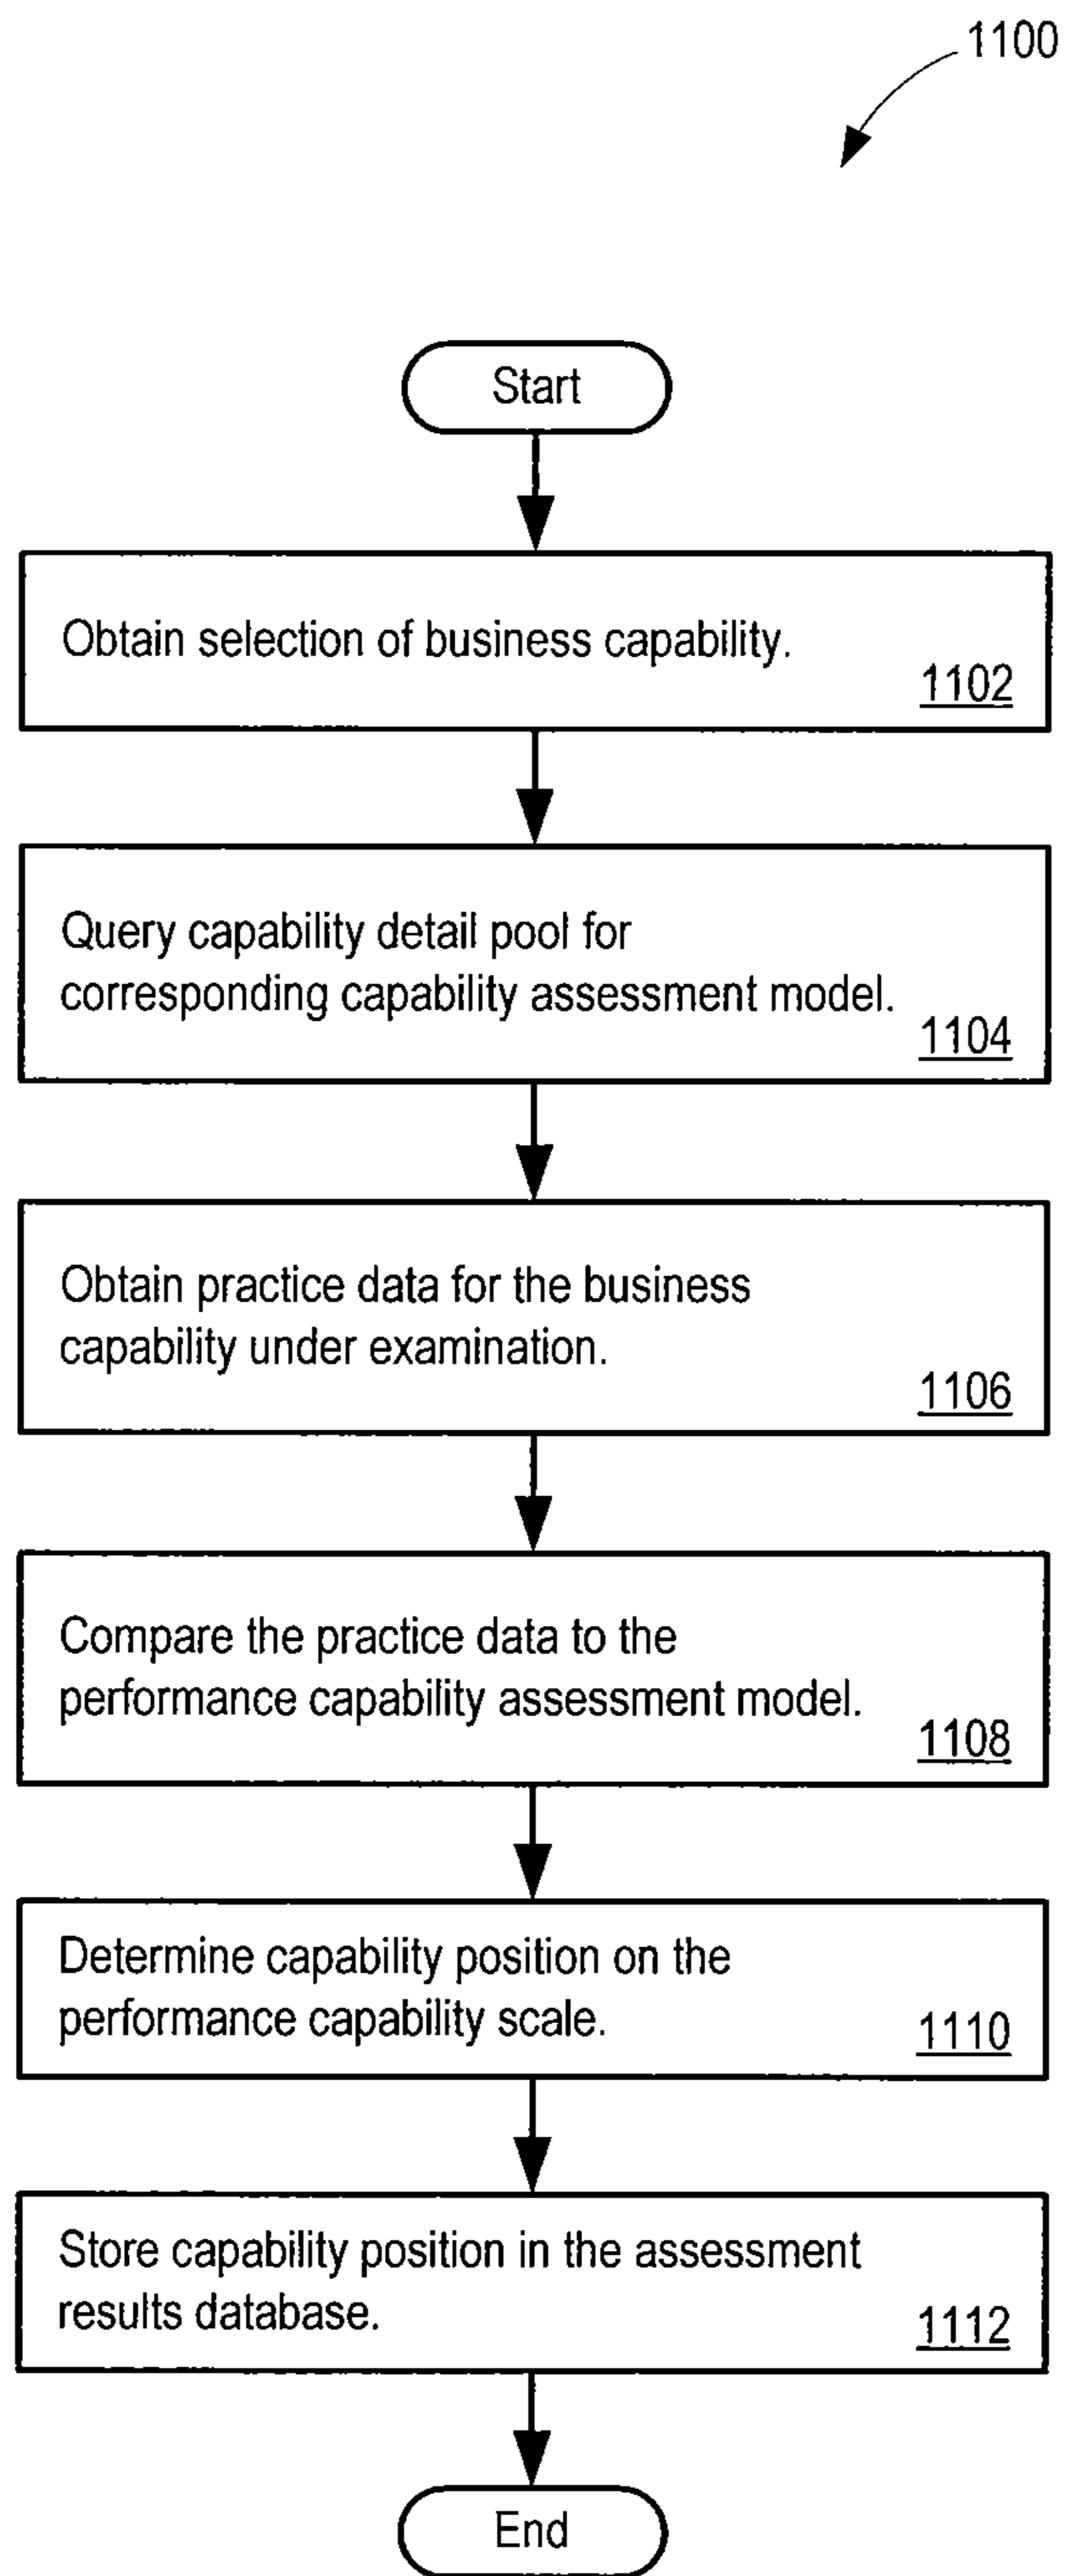 1100
Start
Obtain selection of business capability.
1102
Query capability detail pool for
corresponding capability assessment model.
1104
Obtain practice data for the business
capability under examination.
1106
Compare the practice data to the
performance capability assessment model.
1108
Determine capability position on the
performance capability scale.
1110
Store capability position in the assessment
results database.
1112
End